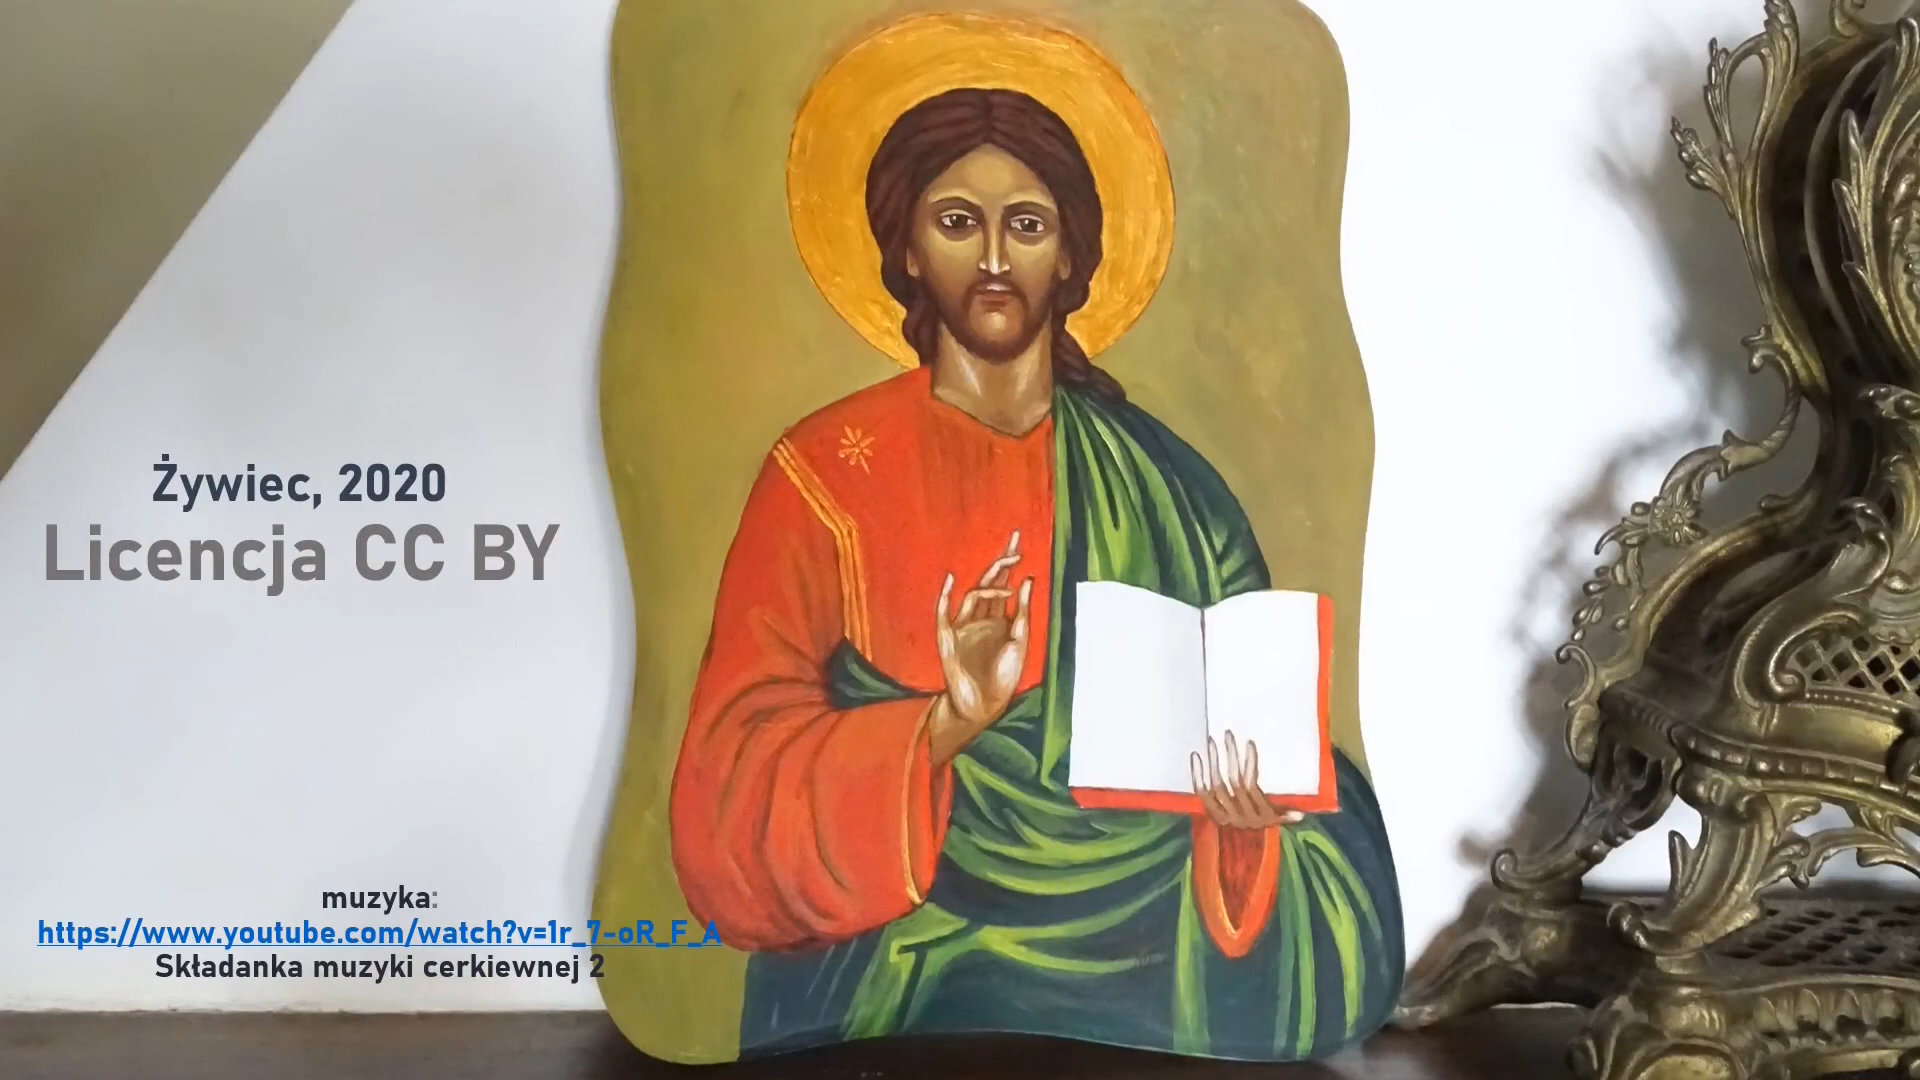 Żywiec, 2020
Licencja CC BY
muzyka:
https://www.youtube.com/watch?v=1r_7-oR_F_A
Składanka muzyki cerkiewnej 2